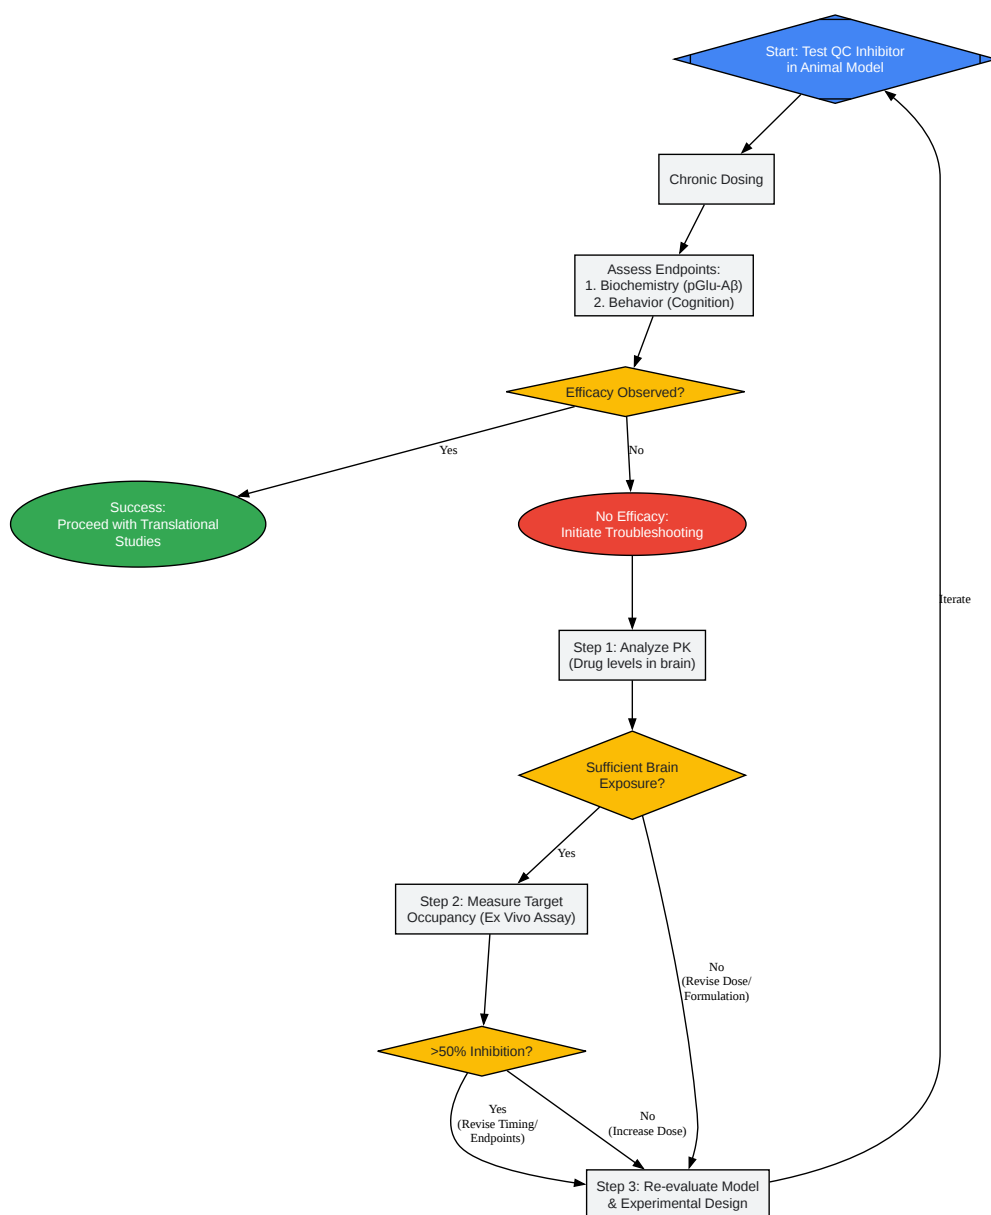 Start: Test QC Inhibitor
in Animal Model
Chronic Dosing
Assess Endpoints:
1. Biochemistry (pGlu-Aβ)
2. Behavior (Cognition)
Efficacy Observed?
Yes
No
Success:
Proceed with Translational
Studies
No Efficacy:
Initiate Troubleshooting
Iterate
Step 1: Analyze PK
(Drug levels in brain)
Sufficient Brain
Exposure?
Yes
Step 2: Measure Target
Occupancy (Ex Vivo Assay)
No
(Revise Dose/
Formulation)
>50% Inhibition?
Yes
(Revise Timing/
Endpoints)
No
(Increase Dose)
Step 3: Re-evaluate Model
& Experimental Design